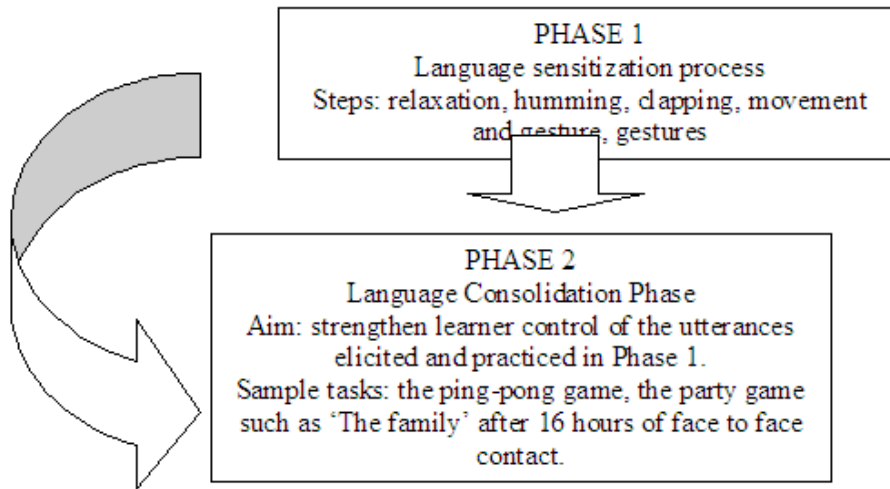 PHASE 1
Language sensitization process
Steps: relaxation, humming, clapping, movement
and gesture, gestures
PHASE 2
Language Consolidation Phase
Aim: strengthen learner control of the utterances
elicited and practiced in Phase 1.
Sample tasks: the ping-pong game, the party game
such as ‘The family’ after 16 hours of face to face
contact.